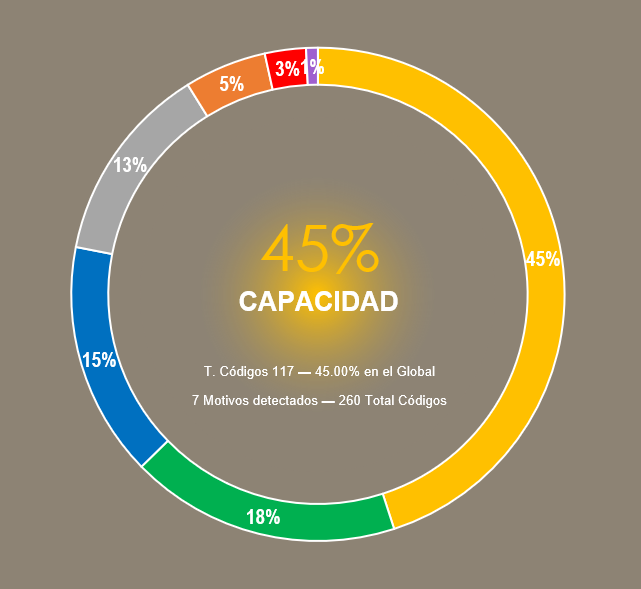 3%
1%
5%
13%
45%
CAPACIDAD
45%
15%
T. Códigos 117 — 45.00% en el Global
7 Motivos detectados — 260 Total Códigos
18%